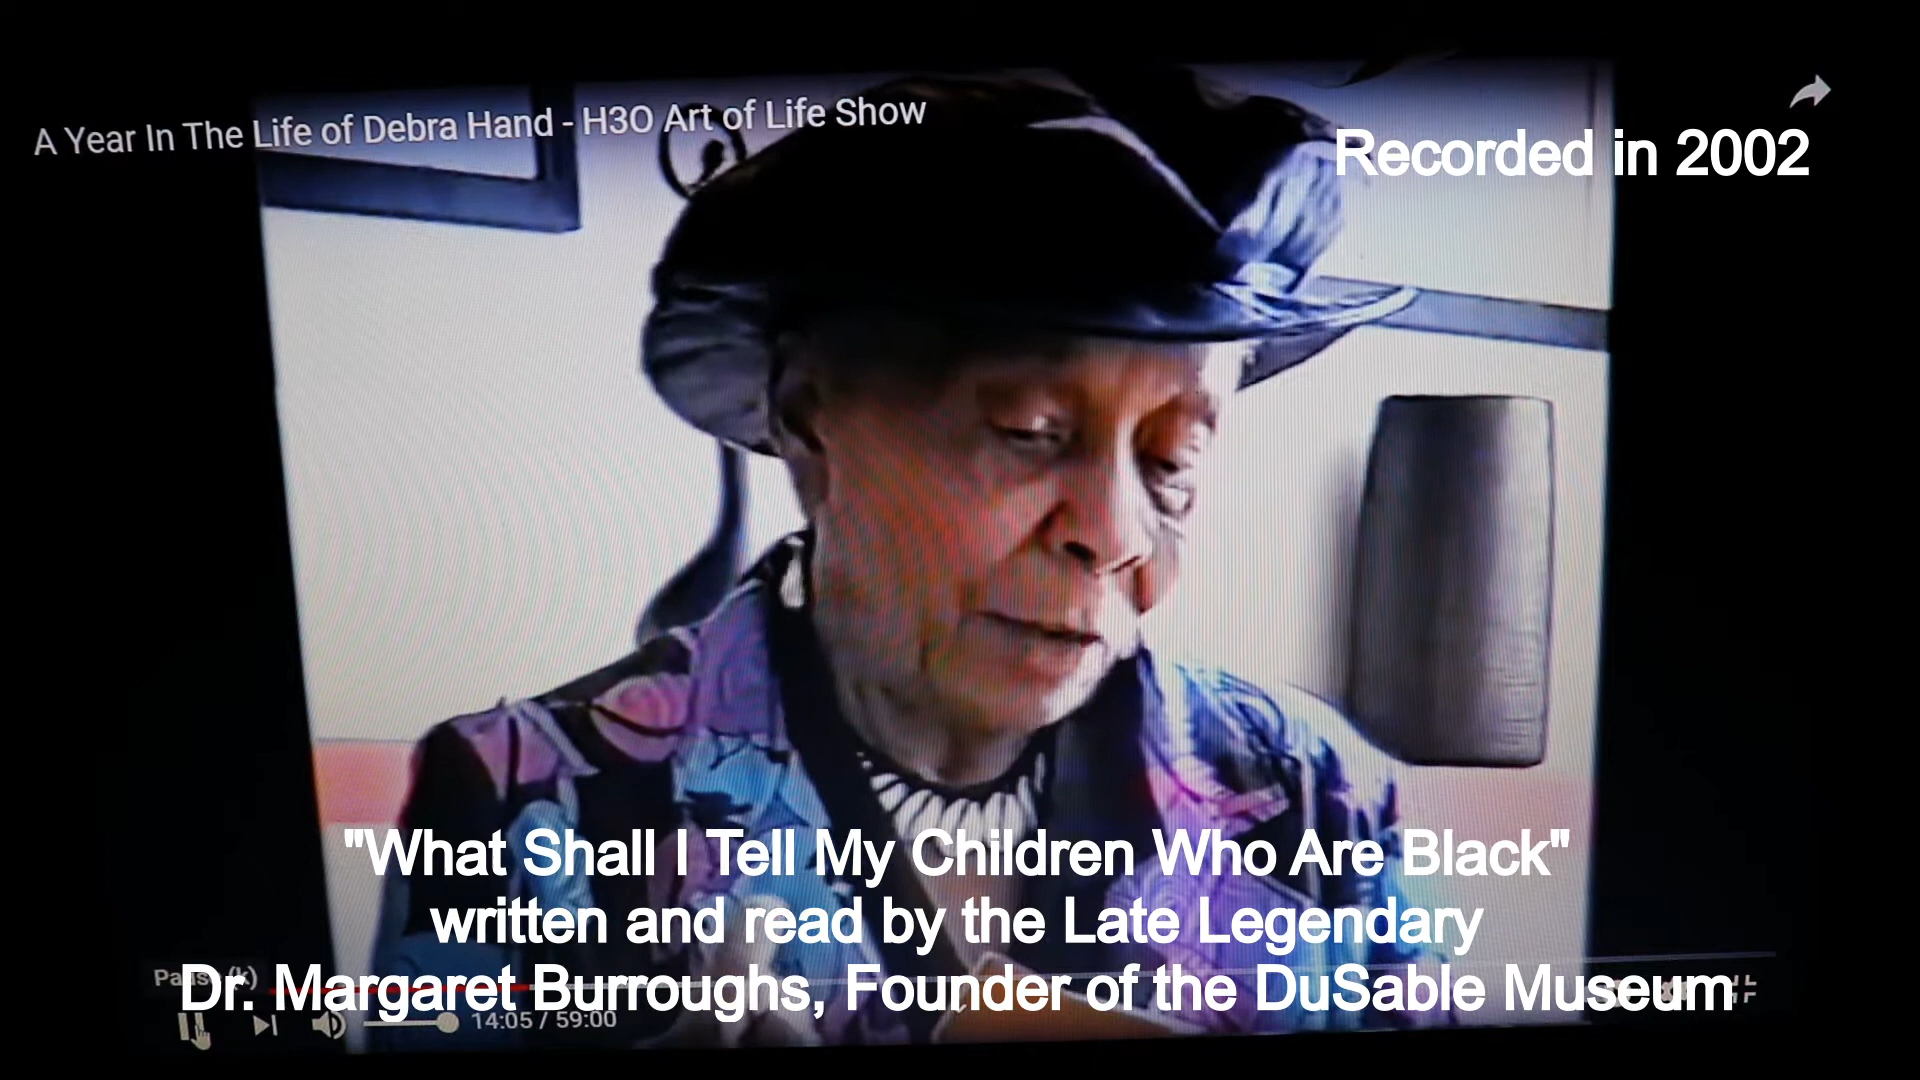 A Year In The Life of Debra Hand - H3O Art of Life Show
Recorded in 2002
"What Shall I Tell My Children Who Are Black"
written and read by the Late Legendary
Pause (k)
Dr. Margaret Burroughs, Founder of the DuSable Museum
14:05 / 59:00